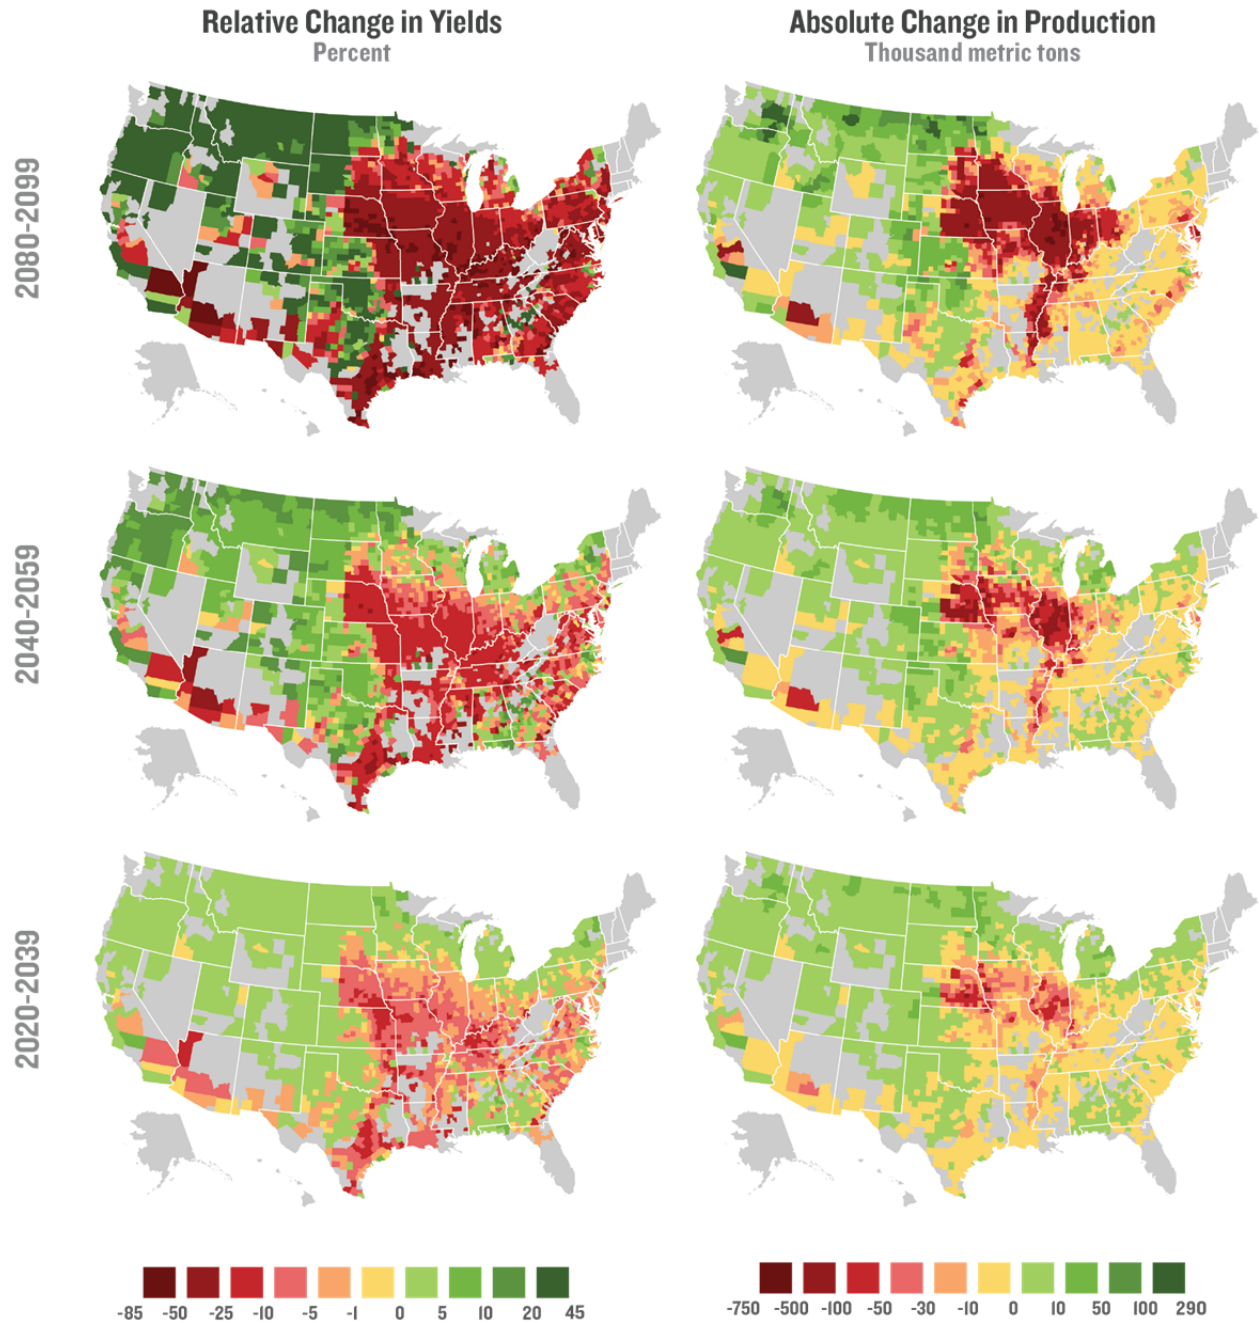 Relative Change in Yields
Percent
Absolute Change in Production
Thousand metric tons
2080-2099
2040-2059
2020-2039
-85 -50 -25 -10 -5 -1 0 5 10 20 45
-750 -500 -100 -50 -30 -10 0 10 50 100 290